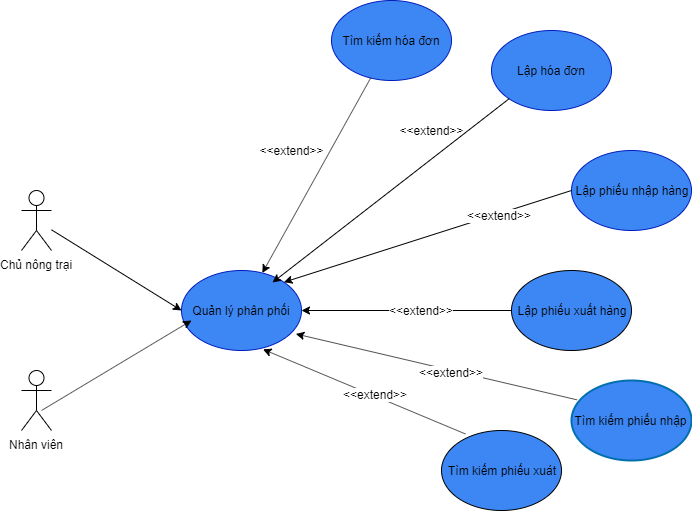 Tìm kiếm hóa đơn
Lập hóa đơn
<<extend>>
<<extend>>
Lập phiếu nhập hàng
<<extend>>
Chủ nông trại
Quản lý phân phối
<<extend>>
Lập phiếu xuất hàng
<<extend>>
<<extend>>
Tìm kiếm phiếu nhập
Nhân viên
Tìm kiếm phiếu xuát